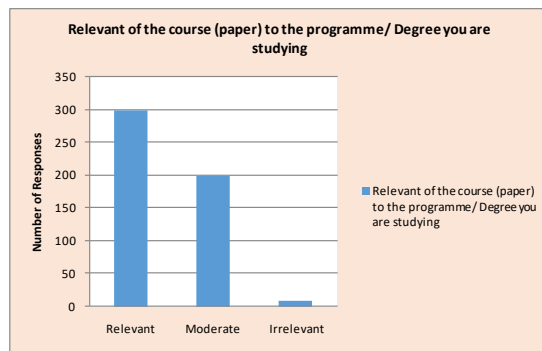 Relevant of the course (paper) to the programme/ Degree you are
studying
350
300
250
200
150
100
50
0
Number of Responses
Relevant
Moderate
Irrelevant
Relevant of the course (paper)
to the programme/ Degree you
are studying